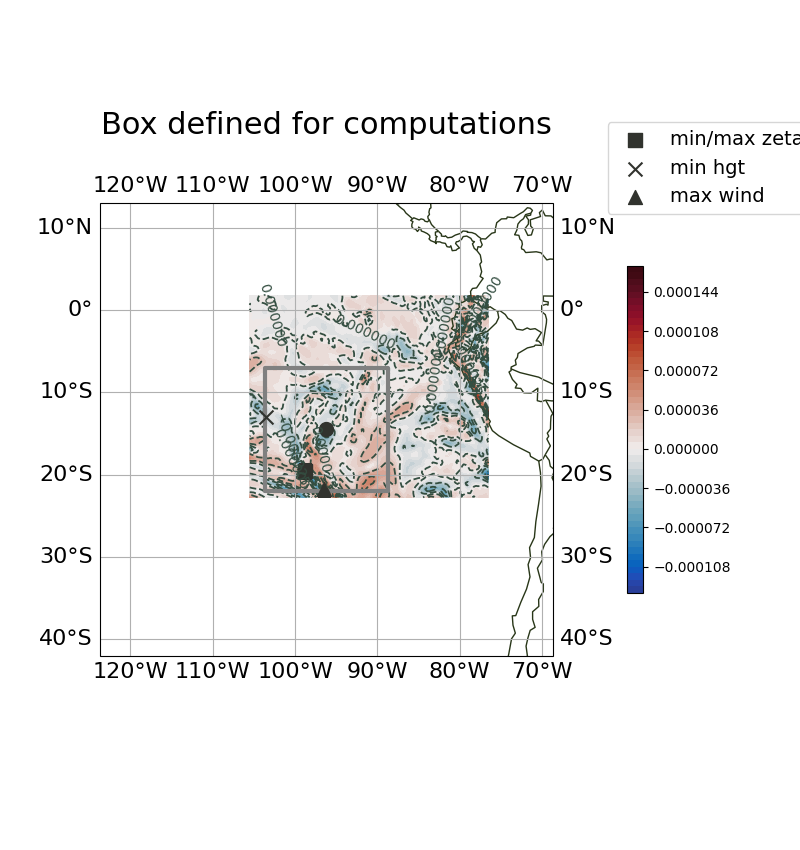 Box defined for computations
min/max zeta
min hgt
max wind
120°W 110°W 100°W 90°W 80°W 70°W
10°N 10°N
0° 0°
10°S 10°S
20°S 20°S
30°S 30°S
40°S 40°S
120°W 110°W 100°W 90°W 80°W 70°W
0.000144
0.000108
0.000072
0.000036
0.000000
−0.000036
−0.000072
−0.000108
0.000000